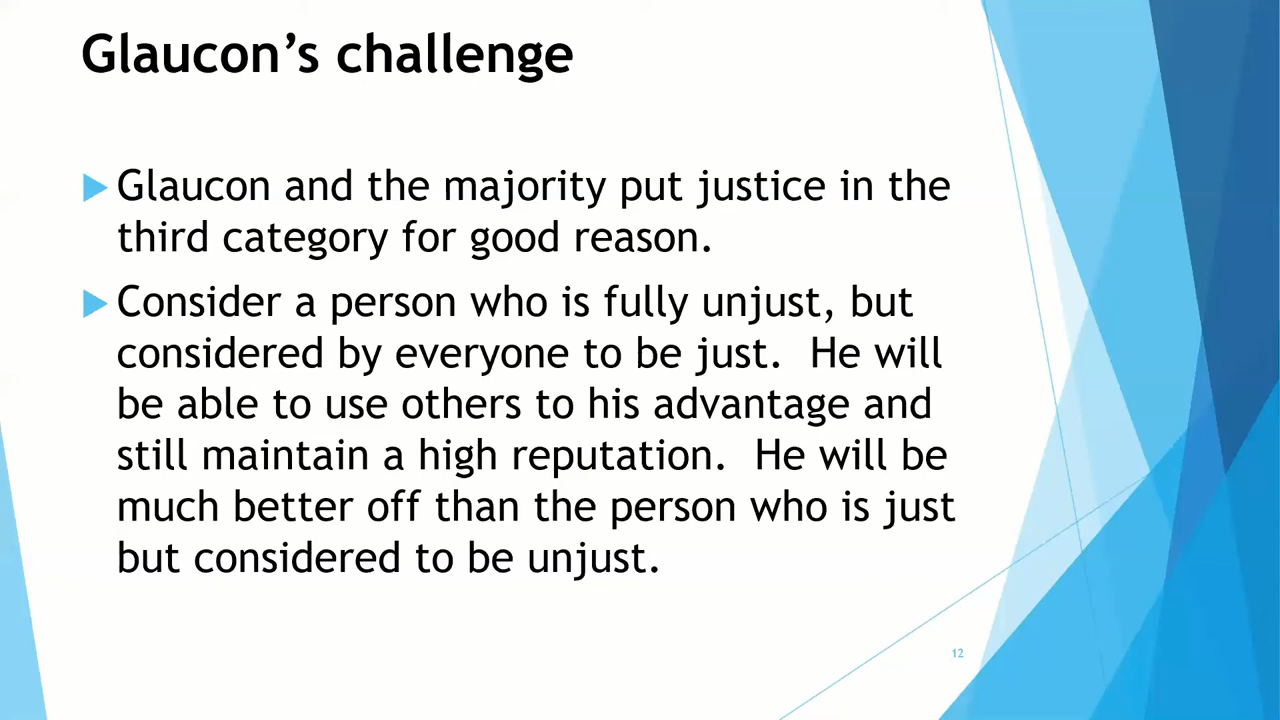 Glaucon’s challenge
Glaucon and the majority put justice in the
third category for good reason.
Consider a person who is fully unjust, but
considered by everyone to be just.  He will
be able to use others to his advantage and
still maintain a high reputation.  He will be
much better off than the person who is just
but considered to be unjust.
12